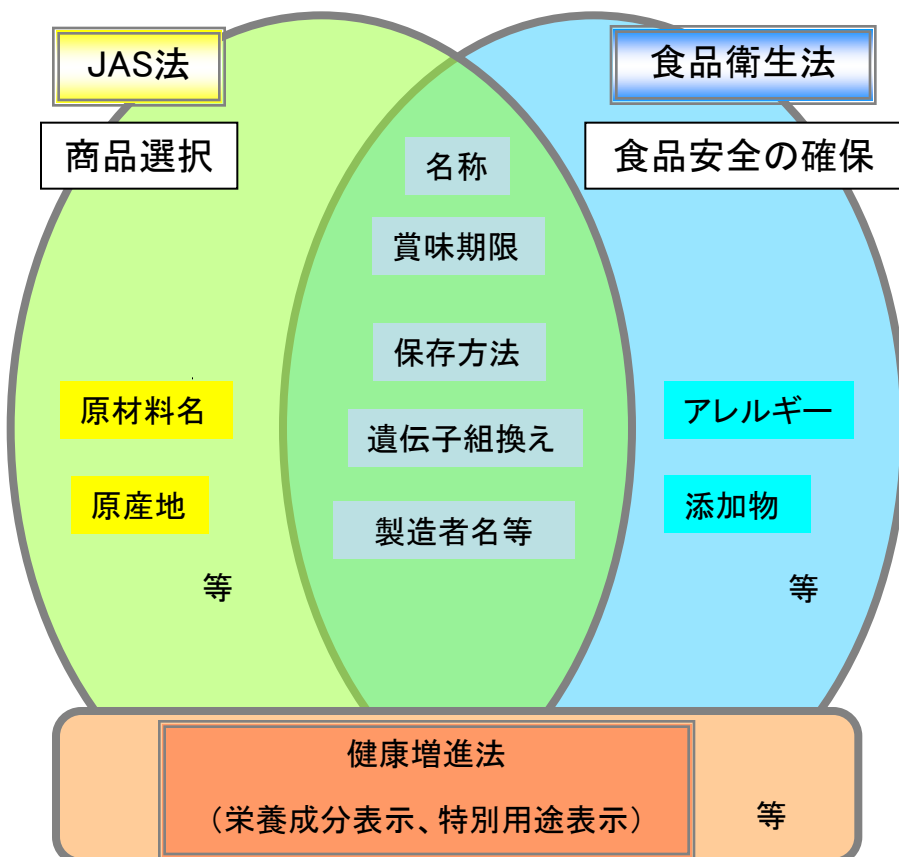 JAS法
食品衛生法
商品選択
食品安全の確保
名称
賞味期限
保存方法
原材料名
遺伝子組換え
アレルギー
原産地
製造者名等
添加物
等
等
健康増進法
（栄養成分表示、特別用途表示）
等